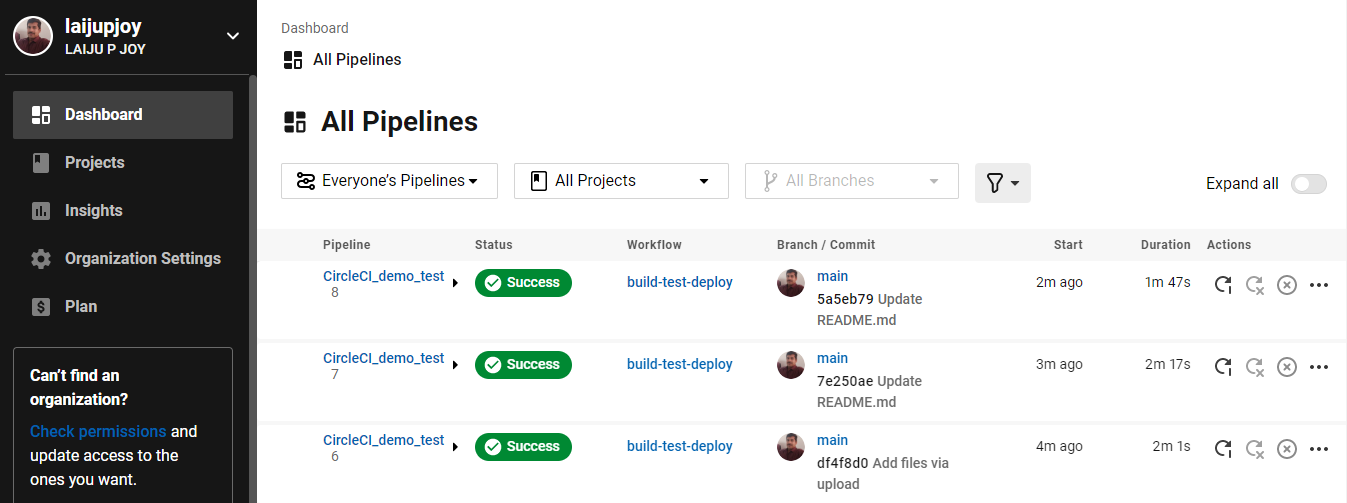 laijupjoy
LAIJU P JOY
Dashboard
Projects
Insights
Organization Settings
Plan
Can't find an
organization?
Check permissions and
update access to the
ones you want.
Dashboard
All Pipelines
All Pipelines
Everyone's Pipelines
All Projects
All Branches
Expand all
Pipeline Status Workflow Branch / Commit Start Duration Actions
CircleCI_demo_test Success build-test-deploy main 2m ago 1m 47s
8 5a5eb79 Update
README.md
CircleCI_demo_test Success build-test-deploy main 3m ago 2m 17s
7 7e250ae Update
README.md
CircleCI_demo_test Success build-test-deploy main 4m ago 2m 1s
6 df4f8d0 Add files via
upload